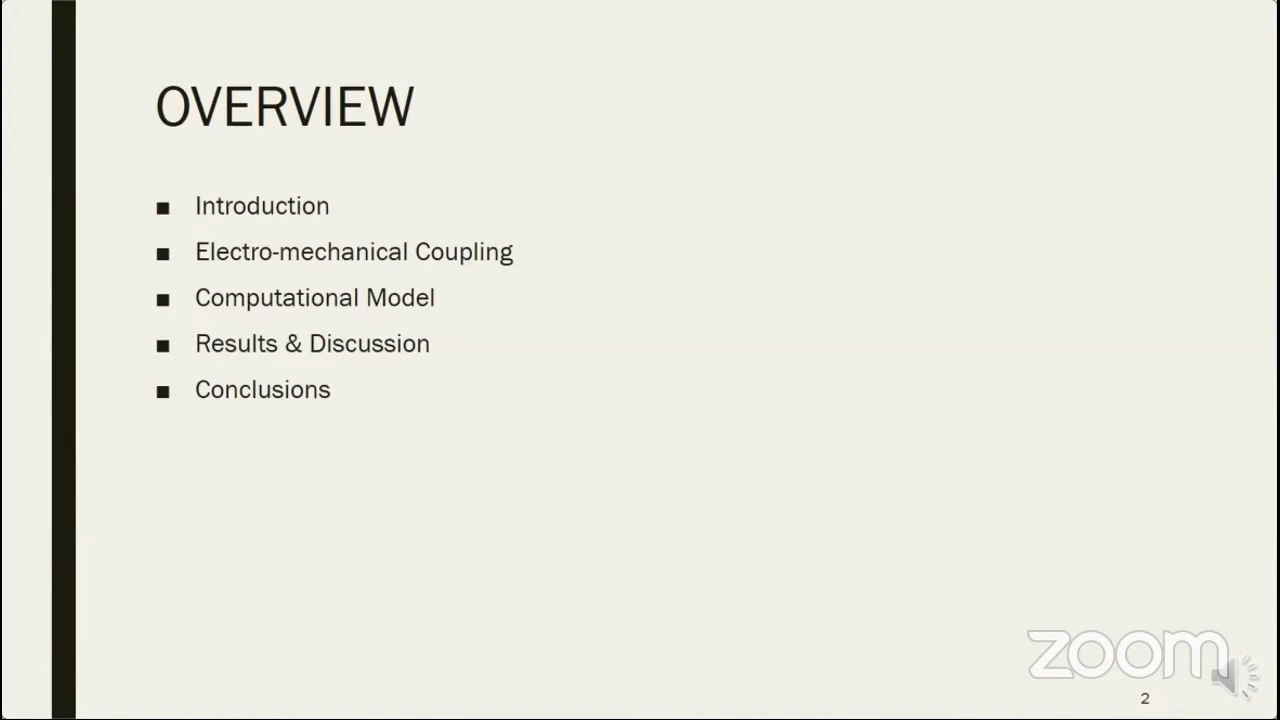 OVERVIEW
■ Introduction
■ Electro-mechanical Coupling
■ Computational Model
■ Results & Discussion
■ Conclusions
zoom
2